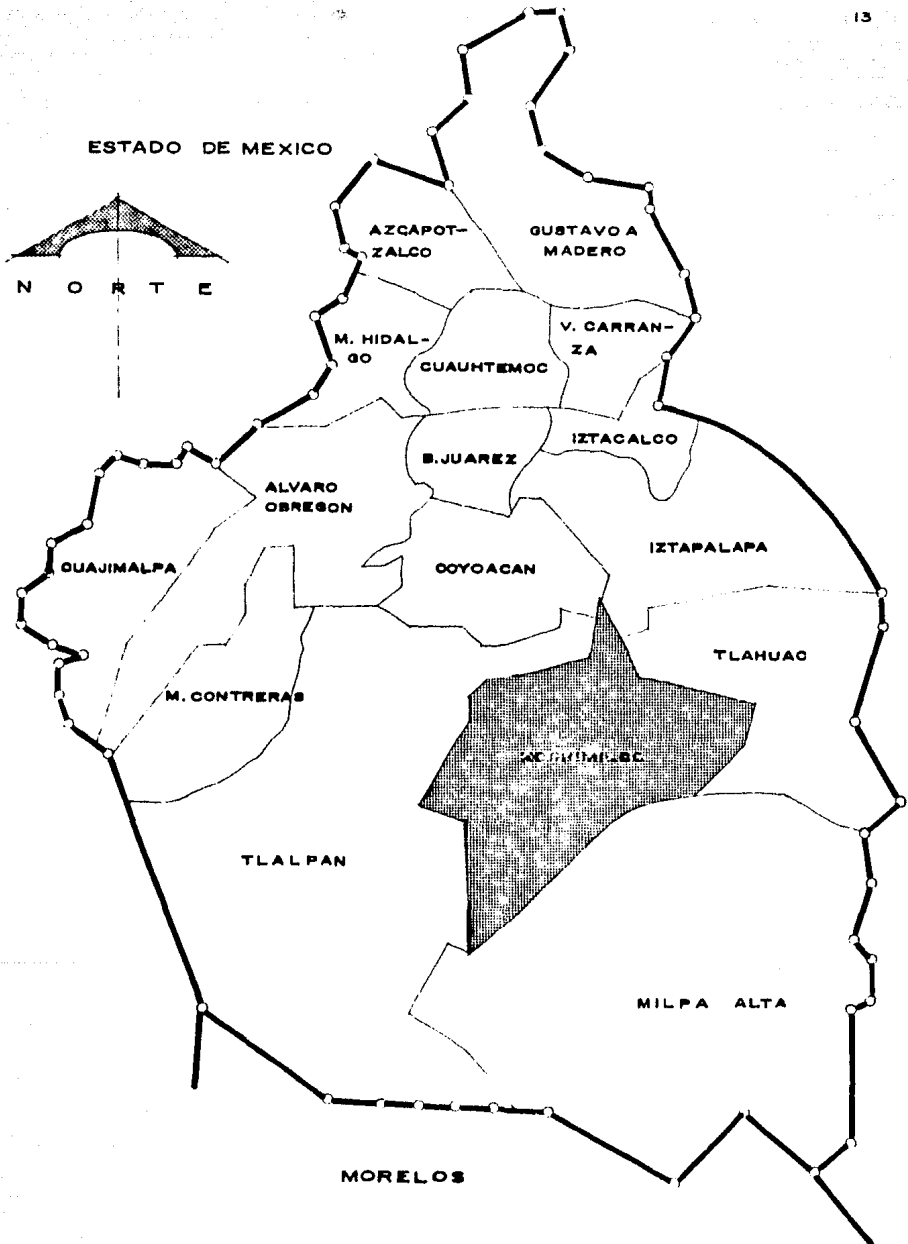 13
ESTADO DE MEXICO
NORTE
AZCAPOT-
ZALCO
GUSTAVO A
MADERO
M. HIDAL-
GO
CUAUHTEMOC
V. CARRAN-
ZA
IZTACALCO
B. JUAREZ
ALVARO
OBREGON
CUAJIMALPA
COYOACAN
IZTAPALAPA
TLAHUAC
M. CONTRERAS
TLALPAN
MILPA ALTA
MORELOS